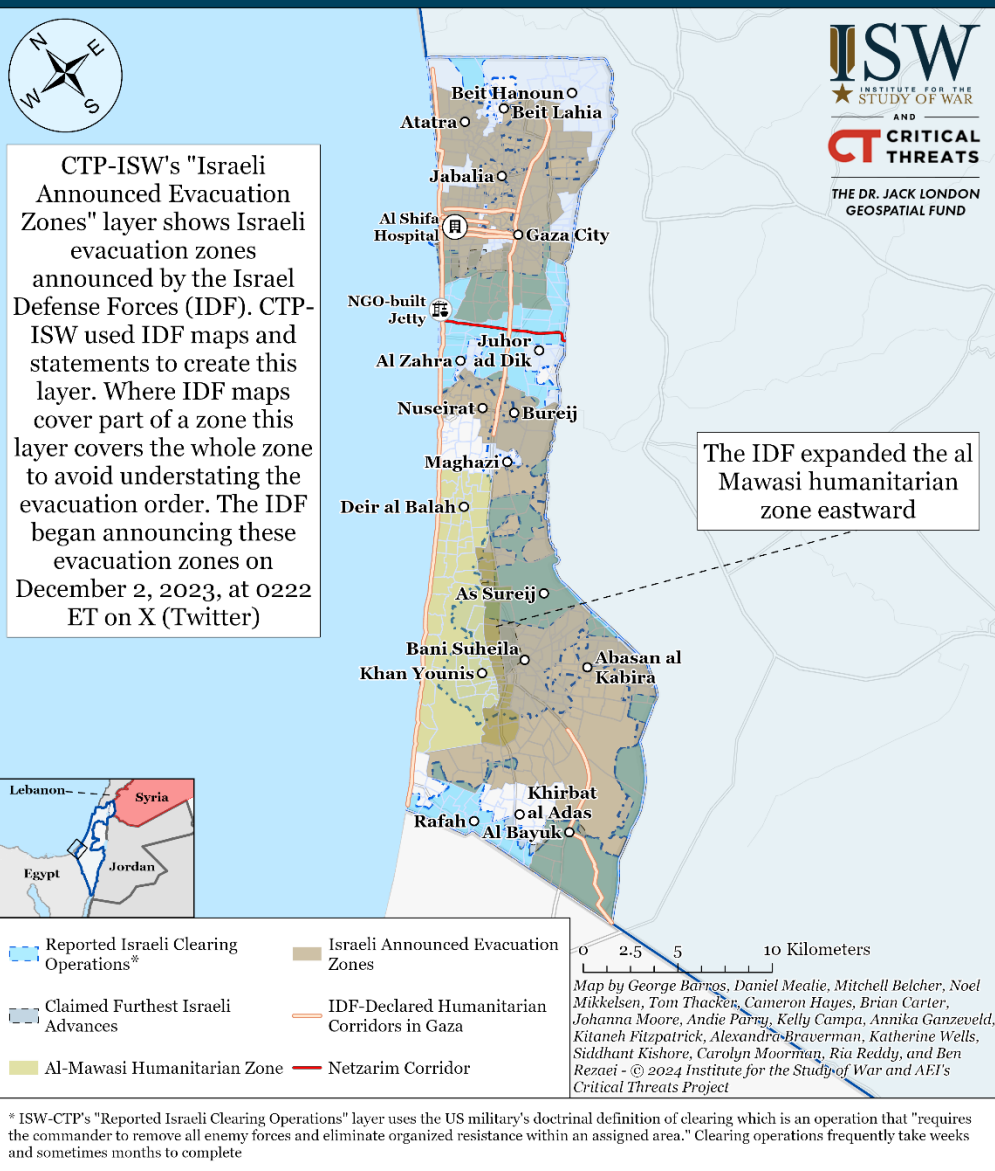 N
E
W
S
ISW
INSTITUTE FOR THE
STUDY OF WAR
AND
CT CRITICAL
THREATS
THE DR. JACK LONDON
GEOSPATIAL FUND
CTP-ISW's "Israeli
Announced Evacuation
Zones" layer shows Israeli
evacuation zones
announced by the Israel
Defense Forces (IDF). CTP-
ISW used IDF maps and
statements to create this
layer. Where IDF maps
cover part of a zone this
layer covers the whole zone
to avoid understating the
evacuation order. The IDF
began announcing these
evacuation zones on
December 2, 2023, at 0222
ET on X (Twitter)
Beit Hanoun
Beit Lahia
Atatra
Jabalia
Al Shifa
Hospital
Gaza City
NGO-built
Jetty
Juhor
ad Dik
Al Zahra
Nuseirat
Bureij
Maghazi
Deir al Balah
The IDF expanded the al
Mawasi humanitarian
zone eastward
As Sureij
Bani Suheila
Abasan al
Kabira
Khan Younis
Khirbat
al Adas
Rafah
Al Bayuk
Lebanon
Syria
Jordan
Egypt
Reported Israeli Clearing
Operations*
Claimed Furthest Israeli
Advances
Al-Mawasi Humanitarian Zone
Israeli Announced Evacuation
Zones
IDF-Declared Humanitarian
Corridors in Gaza
Netzarim Corridor
0 2.5 5 10 Kilometers
Map by George Barros, Daniel Mealie, Mitchell Belcher, Noel
Mikkelsen, Tom Thacker, Cameron Hayes, Brian Carter,
Johanna Moore, Andie Parry, Kelly Campa, Annika Ganzeveld,
Kitaneh Fitzpatrick, Alexandra Braverman, Katherine Wells,
Siddhant Kishore, Carolyn Moorman, Ria Reddy, and Ben
Rezaei - © 2024 Institute for the Study of War and AEI's
Critical Threats Project
* ISW-CTP's "Reported Israeli Clearing Operations" layer uses the US military's doctrinal definition of clearing which is an operation that "requires
the commander to remove all enemy forces and eliminate organized resistance within an assigned area." Clearing operations frequently take weeks
and sometimes months to complete